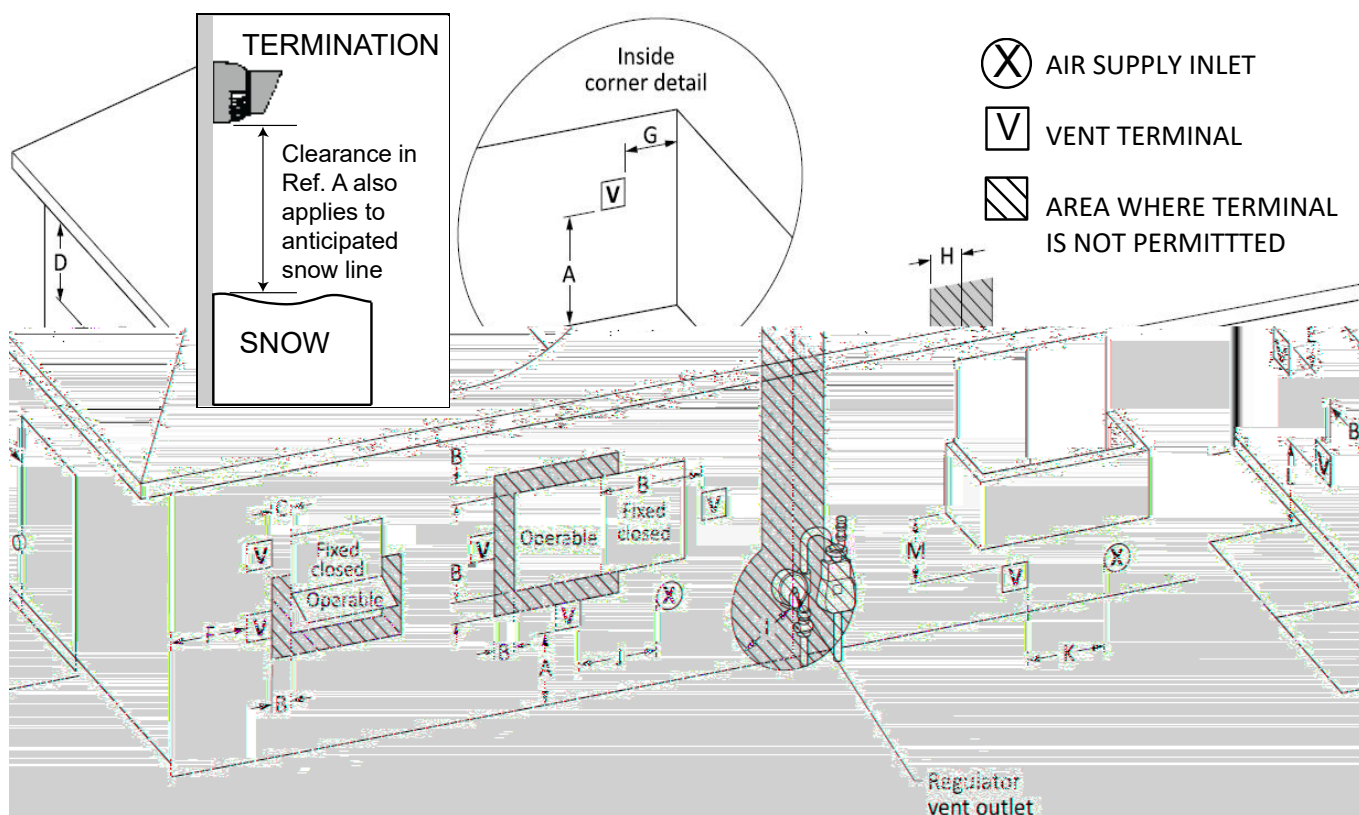 TERMINATION
Clearance in
Ref. A also
applies to
anticipated
snow line
SNOW
Inside
corner detail
G
V
A
X AIR SUPPLY INLET
V VENT TERMINAL
AREA WHERE TERMINAL
IS NOT PERMITTTED
D
H
B
B
B
C
V
Fixed
closed
Operable
V
Operable
Fixed
closed
V
B
V
X
M
V
X
V
F
V
B
B
A
J
I
K
B
Regulator
vent outlet